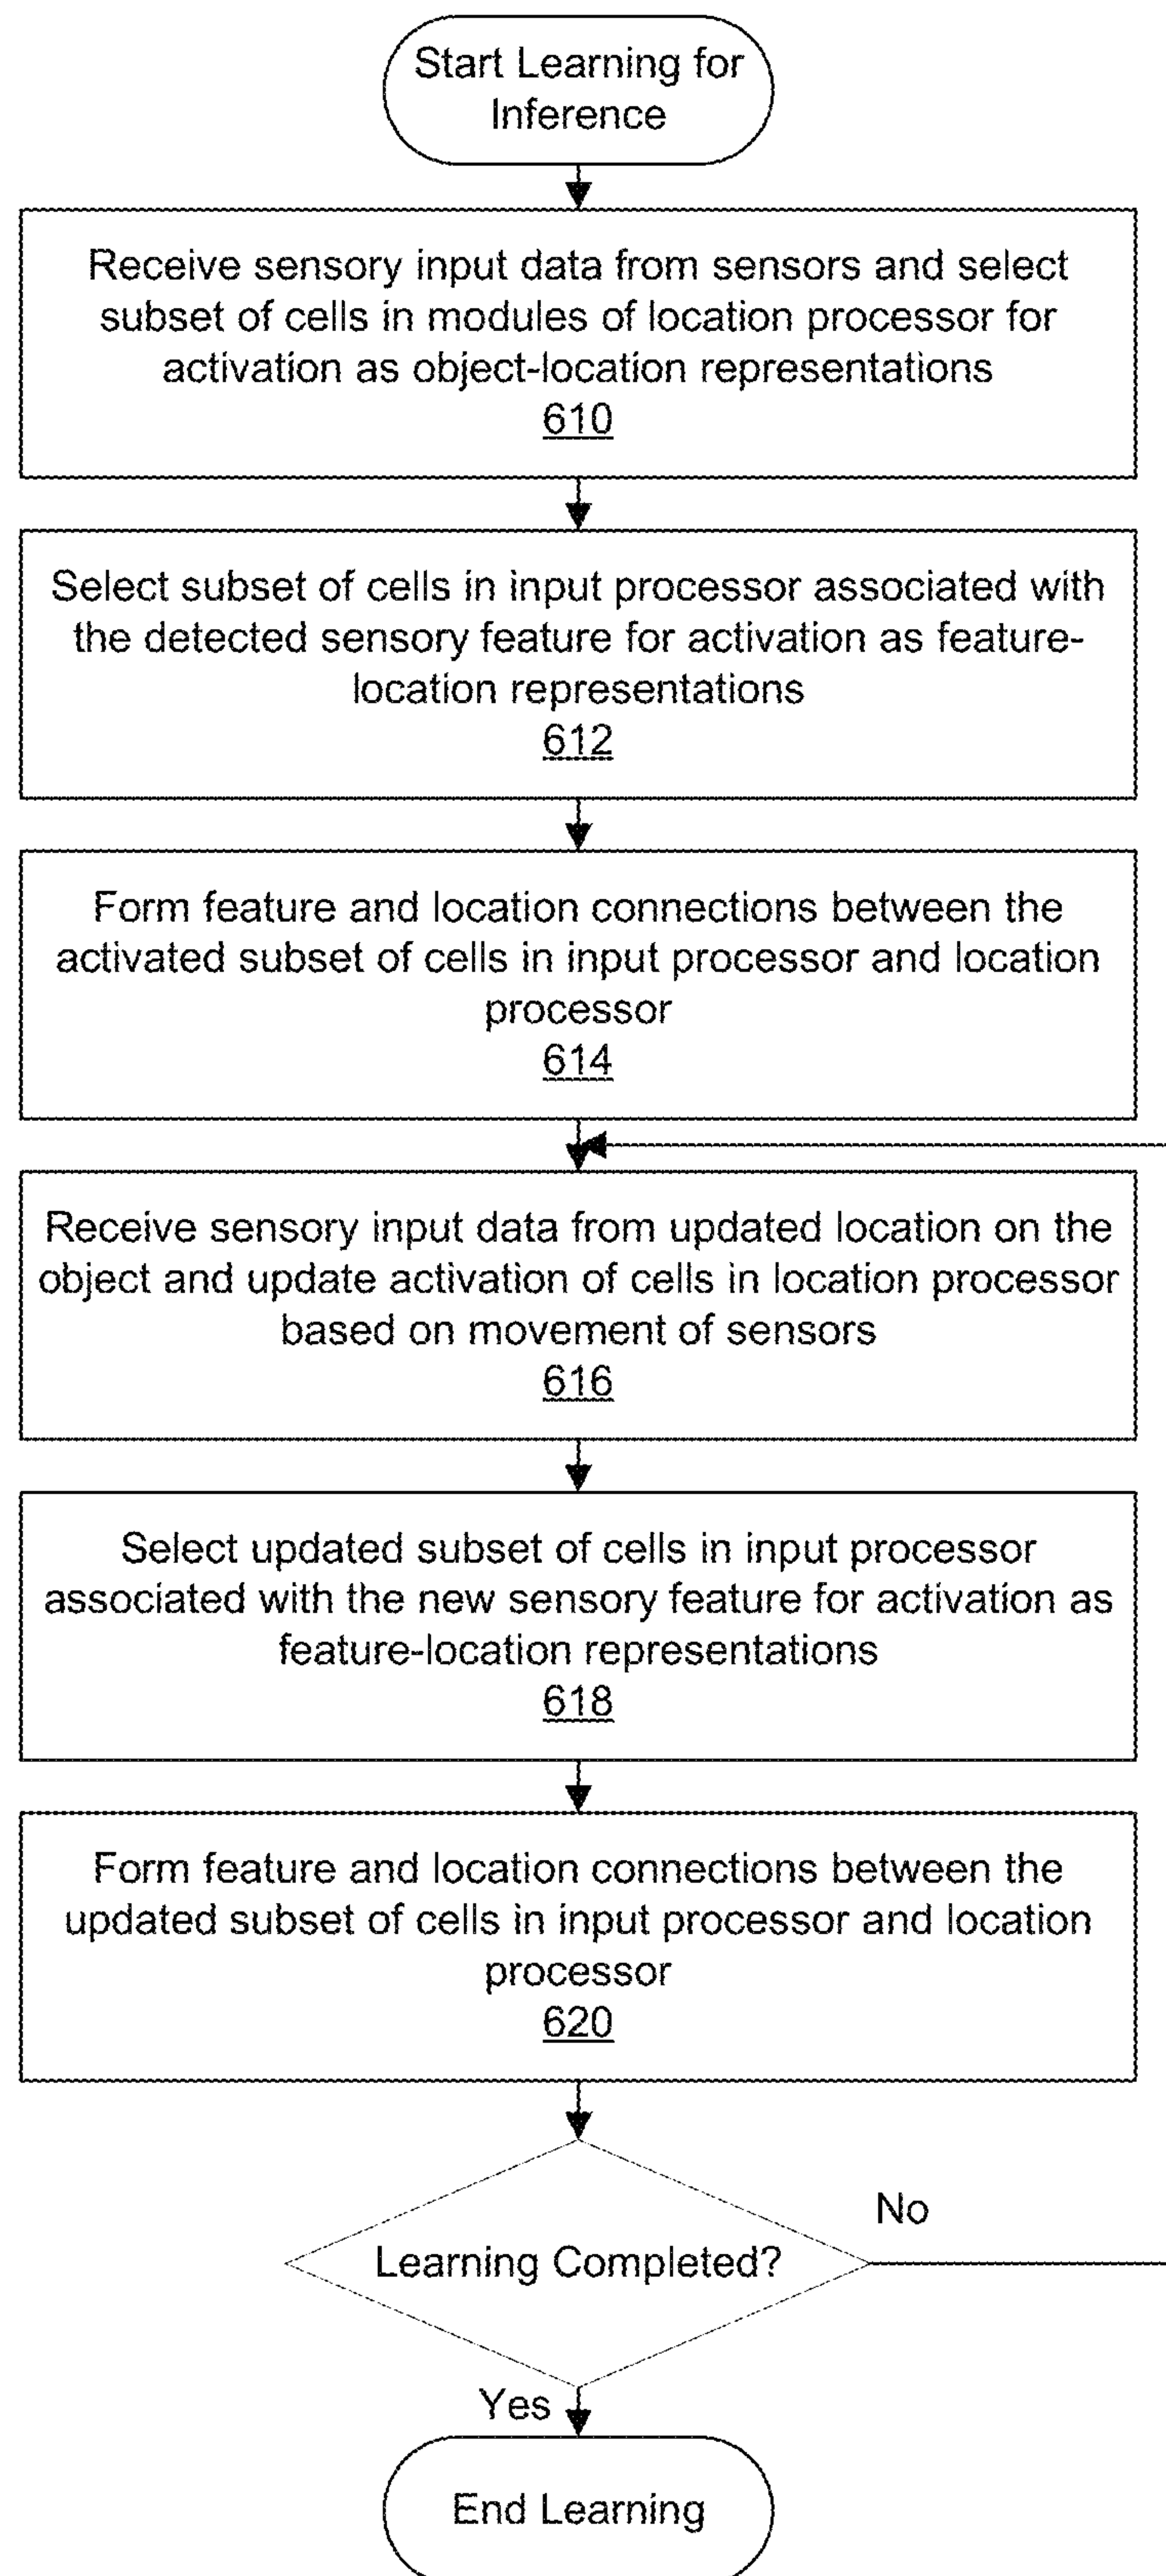 Start Learning for
Inference
Receive sensory input data from sensors and select
subset of cells in modules of location processor for
activation as object-location representations
610
Select subset of cells in input processor associated with
the detected sensory feature for activation as feature-
location representations
612
Form feature and location connections between the
activated subset of cells in input processor and location
processor
614
Receive sensory input data from updated location on the
object and update activation of cells in location processor
based on movement of sensors
616
Select updated subset of cells in input processor
associated with the new sensory feature for activation as
feature-location representations
618
Form feature and location connections between the
updated subset of cells in input processor and location
processor
620
No
Learning Completed?
Yes
End Learning